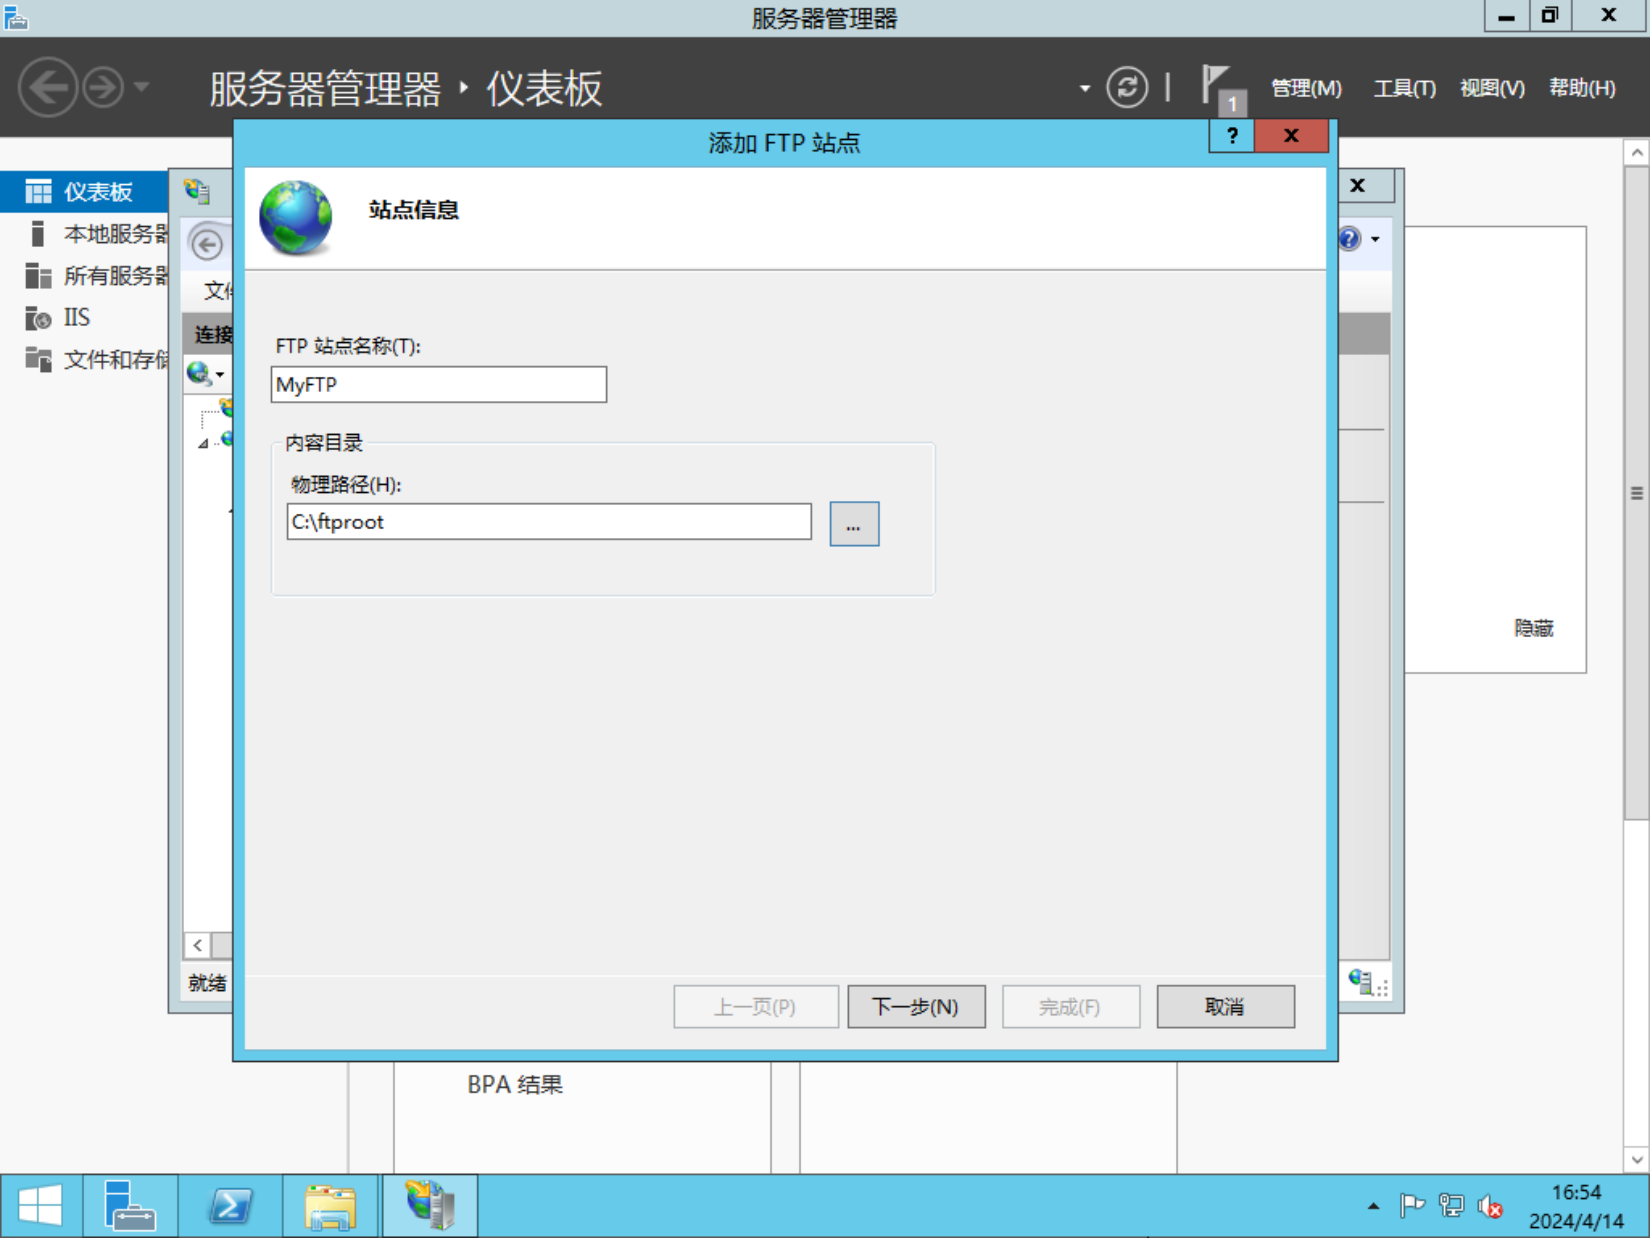 服务器管理器
服务器管理器 · 仪表板
1
管理(M)
工具(T)
视图(V)
帮助(H)
添加 FTP 站点
?
仪表板
本地服务器
所有服务器
IIS
文件和存储
站点信息
文件
连接
FTP 站点名称(T):
MyFTP
内容目录
物理路径(H):
C:\ftproot
...
隐藏
就绪
上一页(P)
下一步(N)
完成(F)
取消
BPA 结果
16:54
2024/4/14